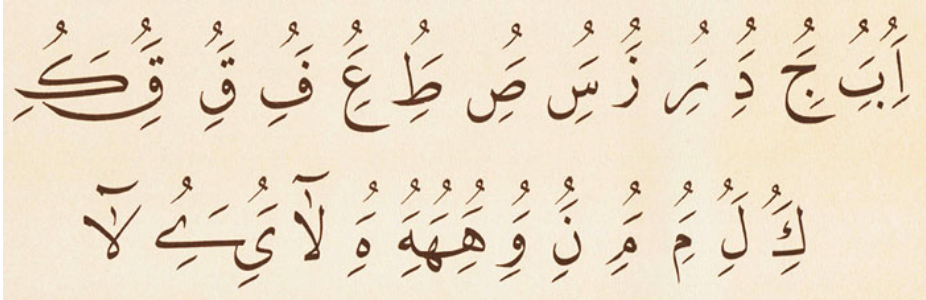 اَُِ بَُِ جَُِ دَُِ رَُِ زَُِ سَُِ صَُِ طَُِ عَُِ فَُِ قَُِ قَُِ كَُِ
كَُِ لَُِ مَُِ مَُِ نَُِ وَُِ هَُِهَُِهَُِ هَُِ لآ يَُِ ےَُِ لآ